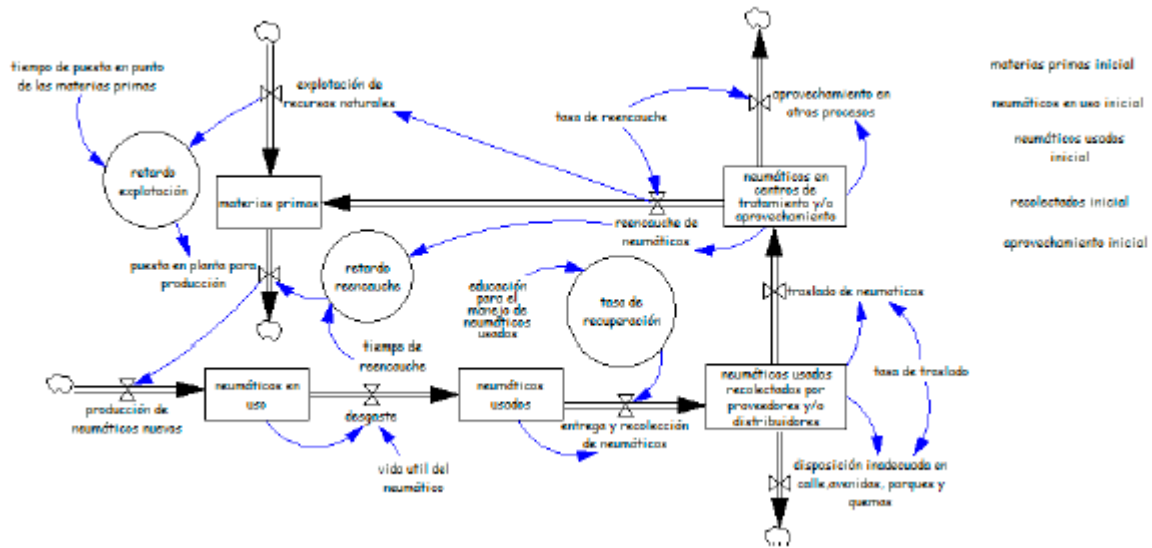 tiempo de puesta en punto
de las materias primas
explotación de
recursos naturales
tasa de reencauche
aprovechamiento en
otros procesos
materias primas inicial
neumáticos en uso inicial
neumáticos usados
inicial
recolectados inicial
aprovechamiento inicial
retardo
explotación
materias primas
neumáticos en
centros de
tratamiento y/o
aprovechamiento
reencauche de
neumáticos
puesta en planta para
producción
retardo
reencauche
educación
para el
manejo de
neumáticos
usados
tasa de
recuperación
traslado de neumaticos
tiempo de
reencauche
neumáticos en
uso
neumáticos
usados
neumáticos usados
recolectados por
proveedores y/o
distribuidores
tasa de traslado
producción de
neumáticos nuevos
desgaste
entrega y recolección
de neumáticos
vida util del
neumático
disposición inadecuada en
calle,avenidas, parques y
quemas